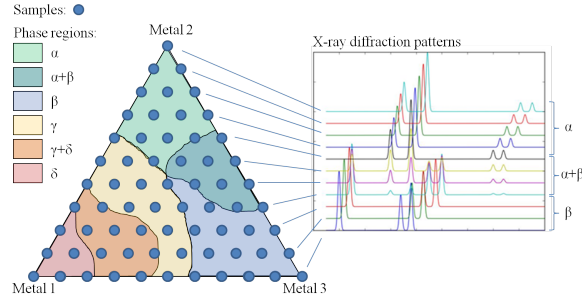 Samples:
Phase regions:
α
α+β
β
γ
γ+δ
δ
Metal 2
Metal 1
Metal 3
X-ray diffraction patterns
α
α+β
β